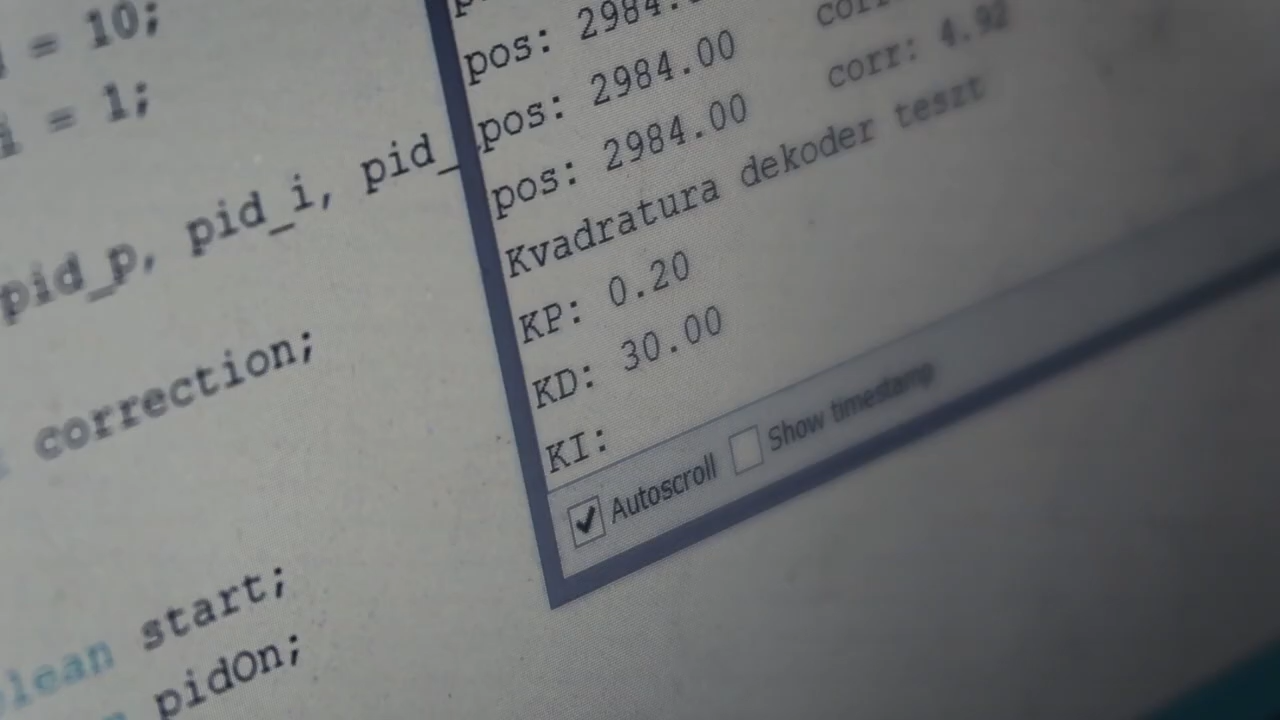 = 10;
= 1;
pid_p, pid_i, pid_
correction;
start;
pidOn;
pos: 2984.
pos: 2984.00
pos: 2984.00 corr: 4.92
Kvadratura dekoder teszt
KP: 0.20
KD: 30.00
KI:
Autoscroll Show timestamp